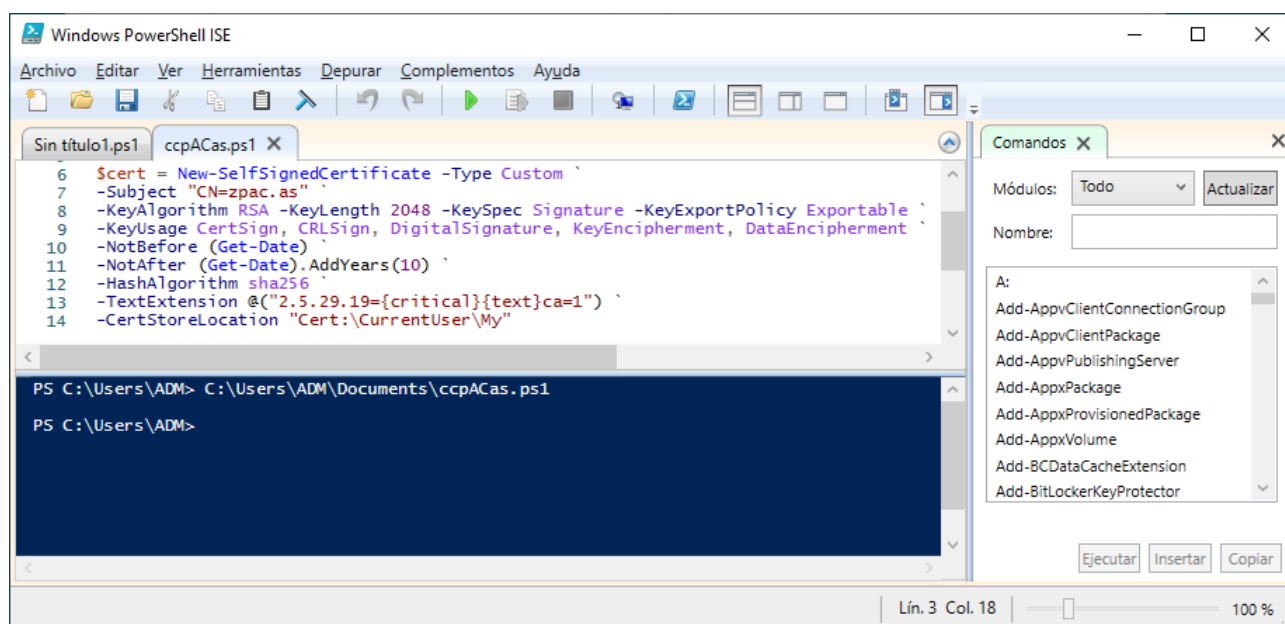 Windows PowerShell ISE
Archivo Editar Ver Herramientas Depurar Complementos Ayuda
Sin título1.ps1 ccpACas.ps1 X
6 $cert = New-SelfSignedCertificate -Type Custom `
7 -Subject "CN=zpac.as" `
8 -KeyAlgorithm RSA -KeyLength 2048 -KeySpec Signature -KeyExportPolicy Exportable `
9 -KeyUsage CertSign, CRLSign, DigitalSignature, KeyEncipherment, DataEncipherment `
10 -NotBefore (Get-Date) `
11 -NotAfter (Get-Date).AddYears(10) `
12 -HashAlgorithm sha256 `
13 -TextExtension @("2.5.29.19={critical}{text}ca=1") `
14 -CertStoreLocation "Cert:\CurrentUser\My"
PS C:\Users\ADM> C:\Users\ADM\Documents\ccpACas.ps1
PS C:\Users\ADM>
Comandos X
Módulos: Todo Actualizar
Nombre:
A:
Add-AppvClientConnectionGroup
Add-AppvClientPackage
Add-AppvPublishingServer
Add-AppxPackage
Add-AppxProvisionedPackage
Add-AppxVolume
Add-BCDataCacheExtension
Add-BitLockerKeyProtector
Ejecutar Insertar Copiar
Lín. 3 Col. 18 100 %